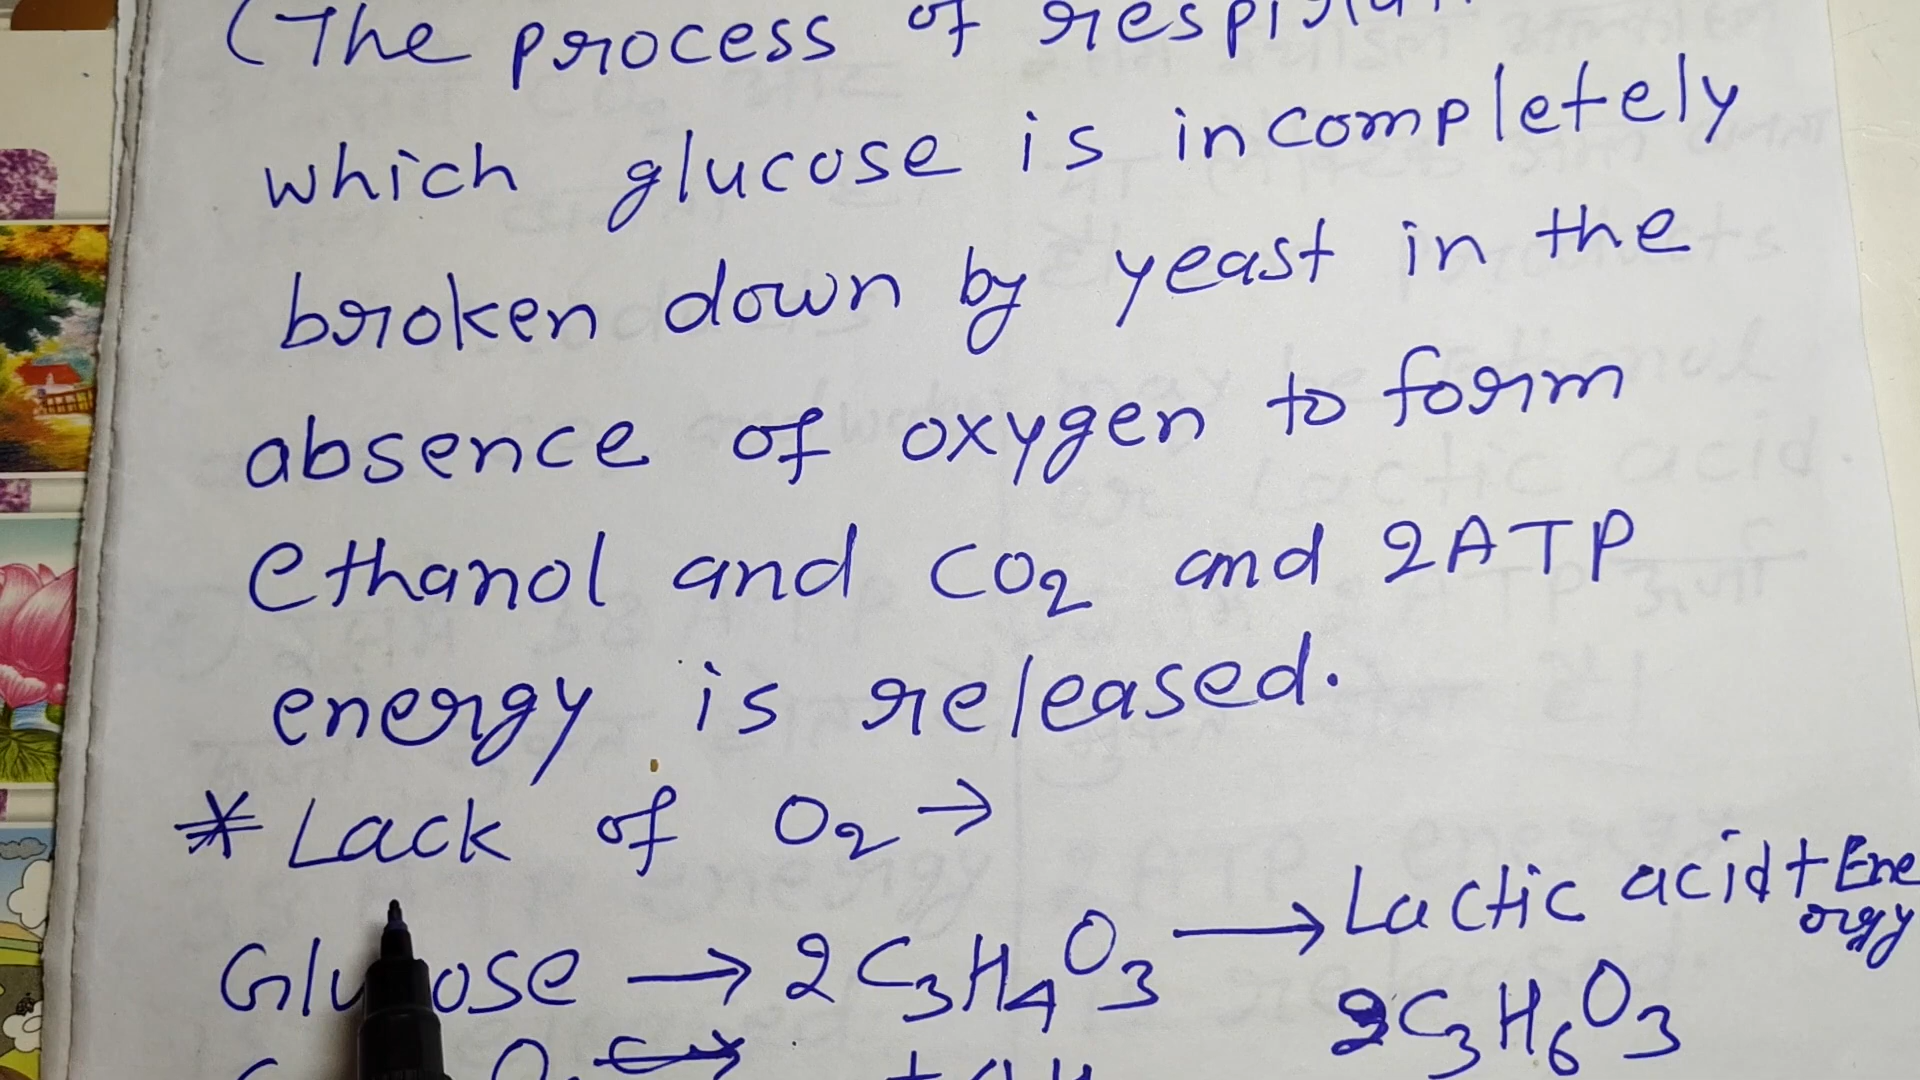 (The process of
which glucose is incompletely
broken down by yeast in the
absence of oxygen to form
ethanol and CO₂ and 2ATP
energy is released.
* Lack of O₂ →
Glucose → 2C₃H₄O₃ → Lactic acid + Energy
2C₃H₆O₃